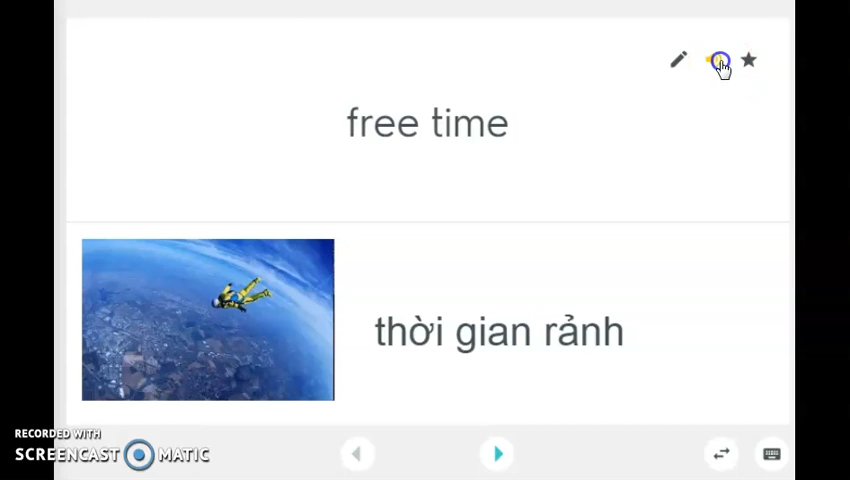 free time
thời gian rảnh
RECORDED WITH
SCREENCAST MATIC